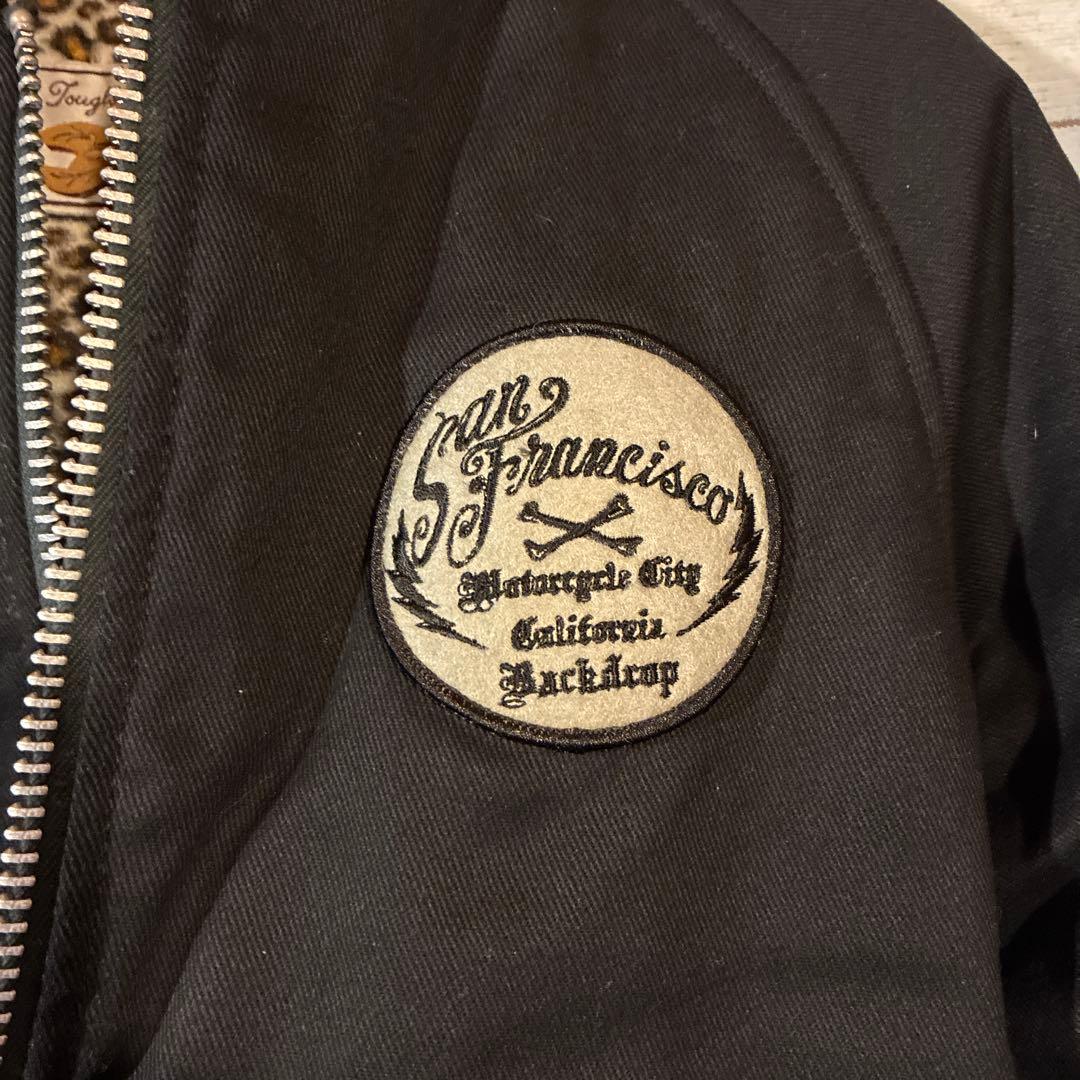 San
Francisco
Motorcycle City
California
Backdrop